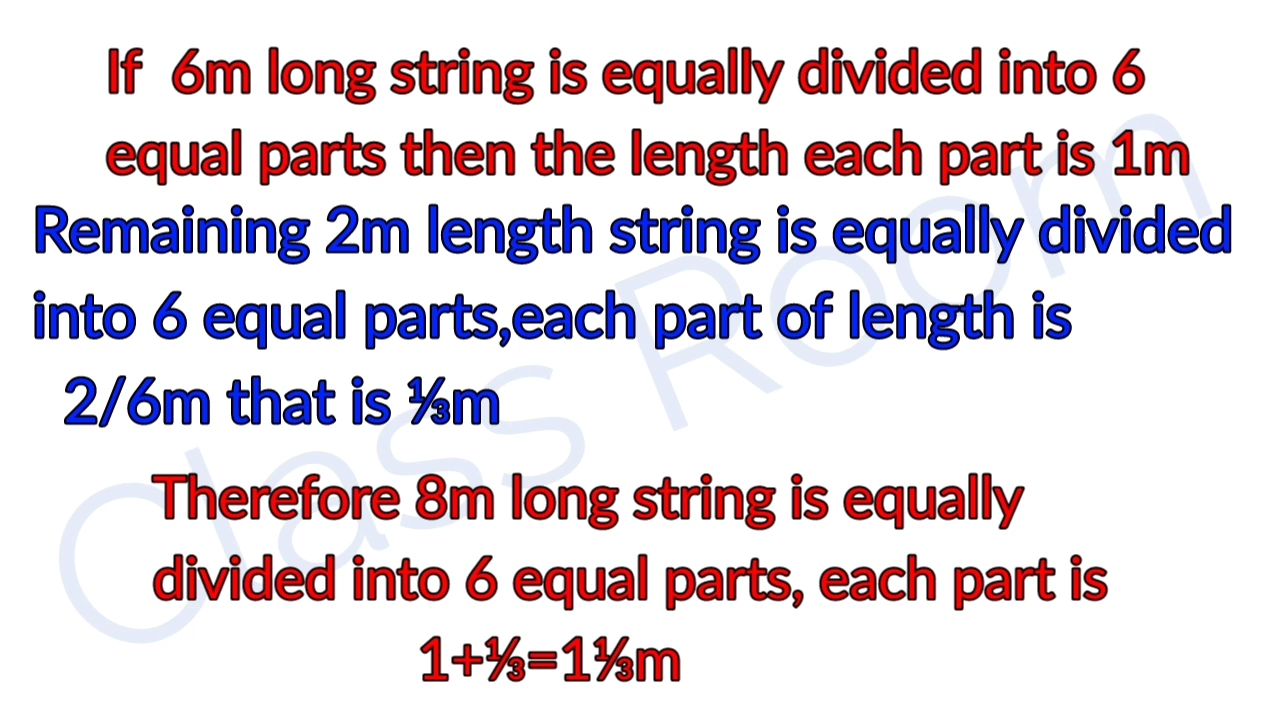 If 6m long string is equally divided into 6
equal parts then the length each part is 1m
Remaining 2m length string is equally divided
into 6 equal parts,each part of length is
2/6m that is ⅓m
Therefore 8m long string is equally
divided into 6 equal parts, each part is
1+⅓=1⅓m
Class Room